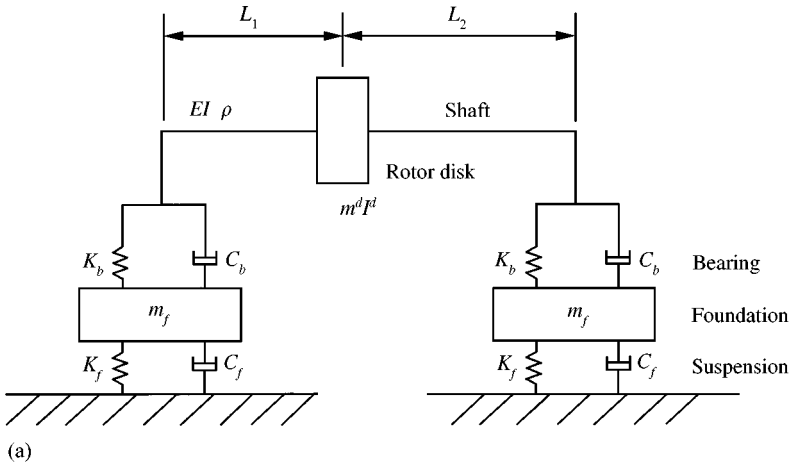 L₁ L₂
EI ρ Shaft
Rotor disk
mᵈIᵈ
K_b C_b K_b C_b Bearing
m_f m_f Foundation
K_f C_f K_f C_f Suspension
(a)